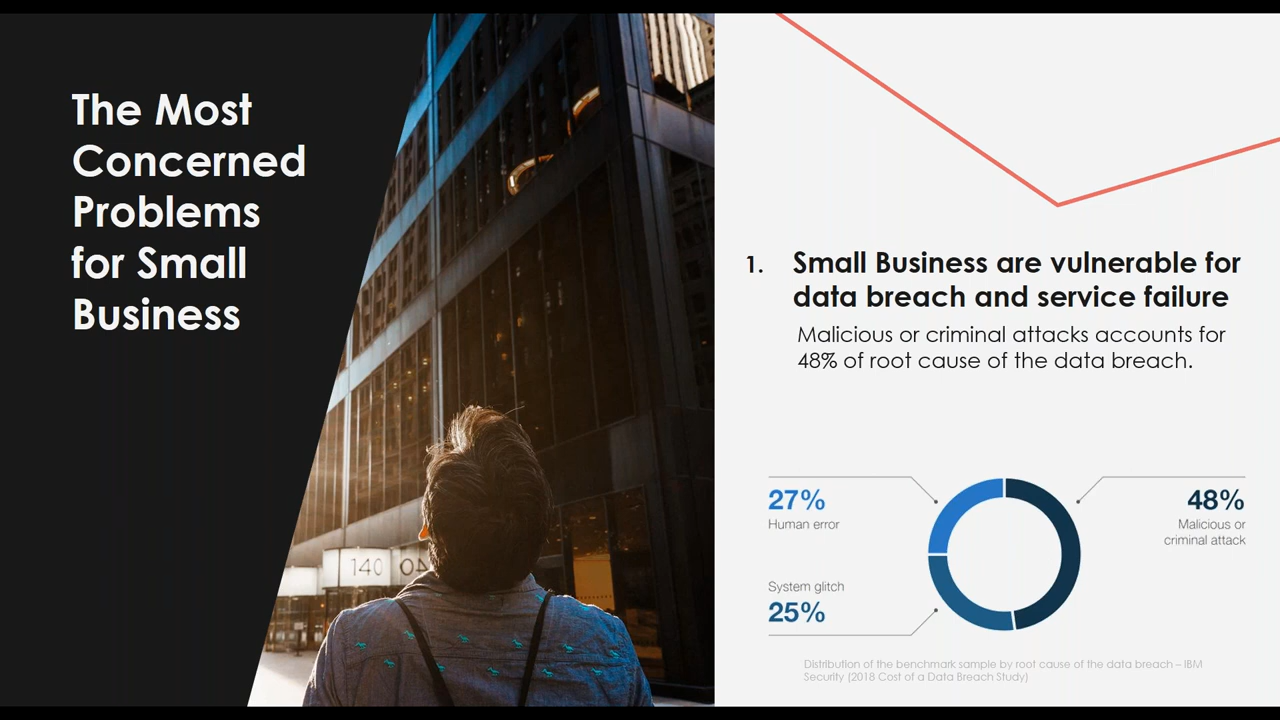 The Most
Concerned
Problems
for Small
Business
140
04
1. Small Business are vulnerable for
data breach and service failure
Malicious or criminal attacks accounts for
48% of root cause of the data breach.
27%
Human error
System glitch
25%
48%
Malicious or
criminal attack
Distribution of the benchmark sample by root cause of the data breach – IBM
Security (2018 Cost of a Data Breach Study)